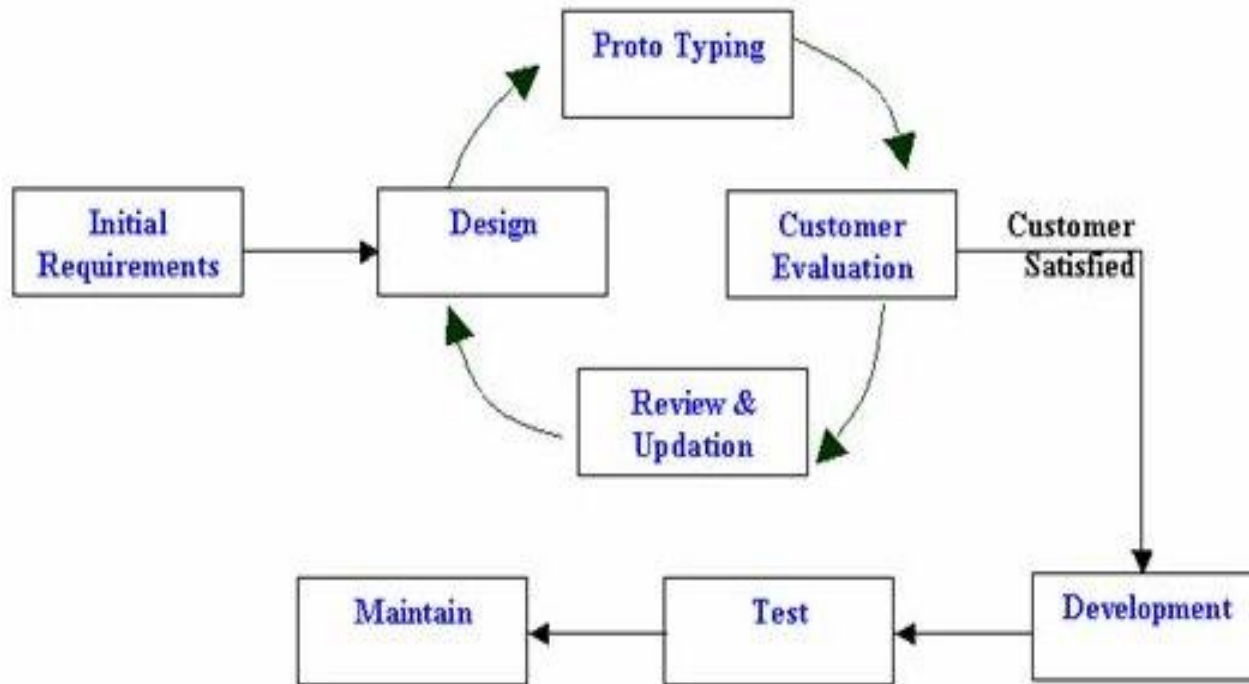 Proto Typing
Initial
Requirements
Design
Customer
Evaluation
Customer
Satisfied
Review &
Updation
Maintain
Test
Development